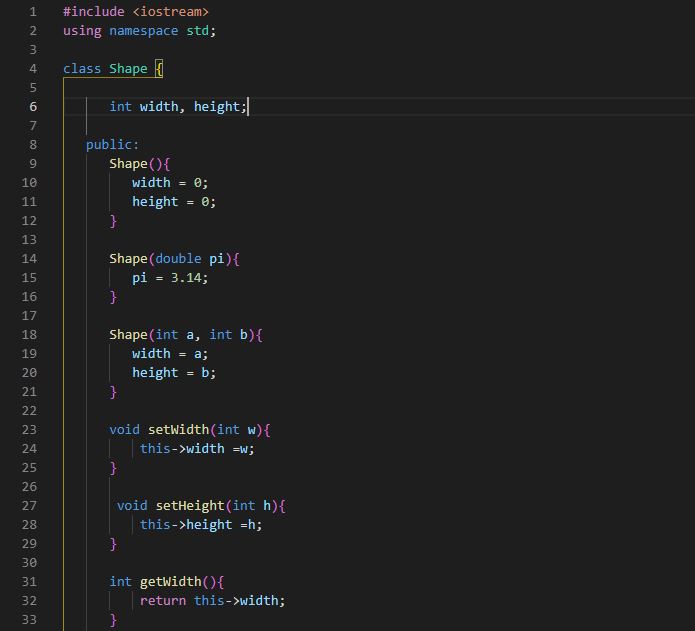 1 #include <iostream>
2 using namespace std;
3
4 class Shape {
5
6 int width, height;
7
8 public:
9 Shape(){
10 width = 0;
11 height = 0;
12 }
13
14 Shape(double pi){
15 pi = 3.14;
16 }
17
18 Shape(int a, int b){
19 width = a;
20 height = b;
21 }
22
23 void setWidth(int w){
24 this->width =w;
25 }
26
27 void setHeight(int h){
28 this->height =h;
29 }
30
31 int getWidth(){
32 return this->width;
33 }